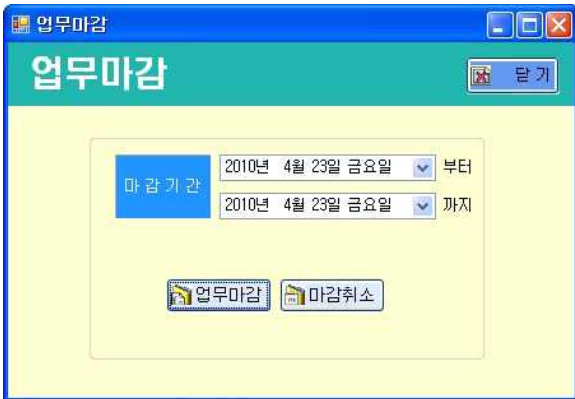 업무마감
업무마감
닫 기
마 감 기 간
2010년 4월 23일 금요일 부터
2010년 4월 23일 금요일 까지
업무마감 마감취소